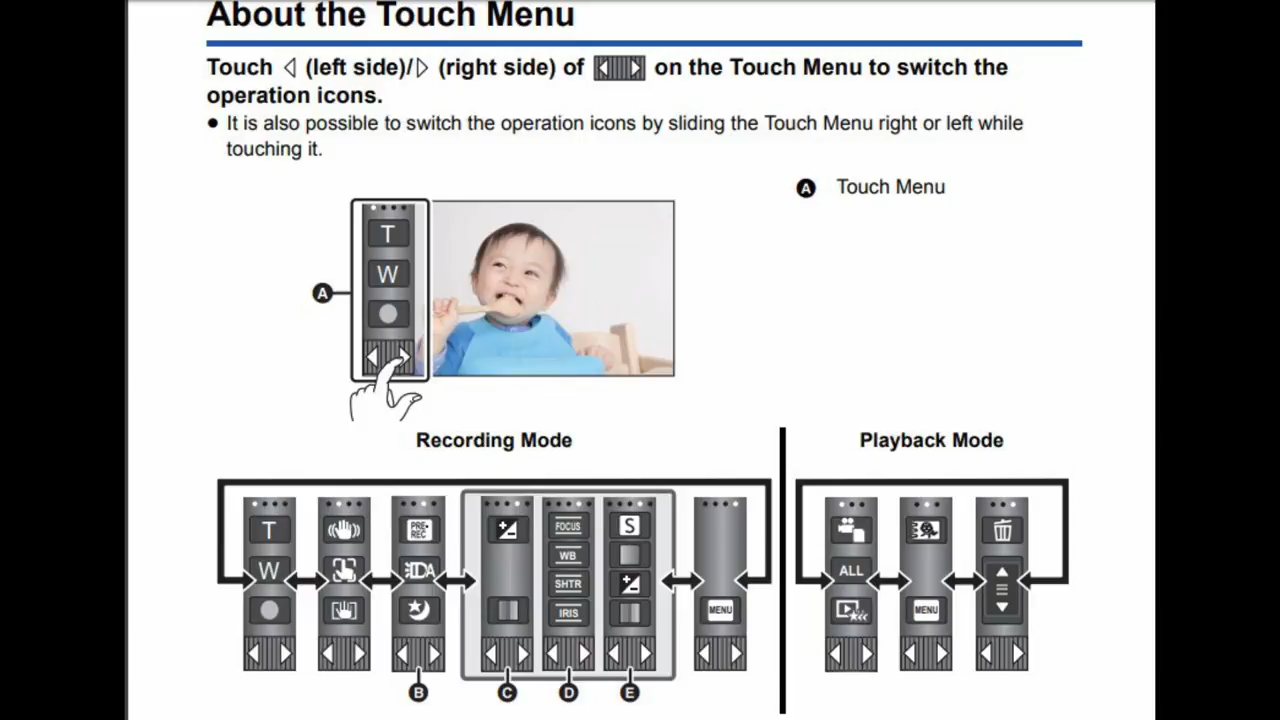 About the Touch Menu
Touch ◁ (left side)/▷ (right side) of ◀▶ on the Touch Menu to switch the
operation icons.
● It is also possible to switch the operation icons by sliding the Touch Menu right or left while
touching it.
A Touch Menu
T
W
A
Recording Mode
Playback Mode
T
W
PRE-
REC
A
FOCUS
WB
SHTR
IRIS
S
MENU
ALL
MENU
B C D E